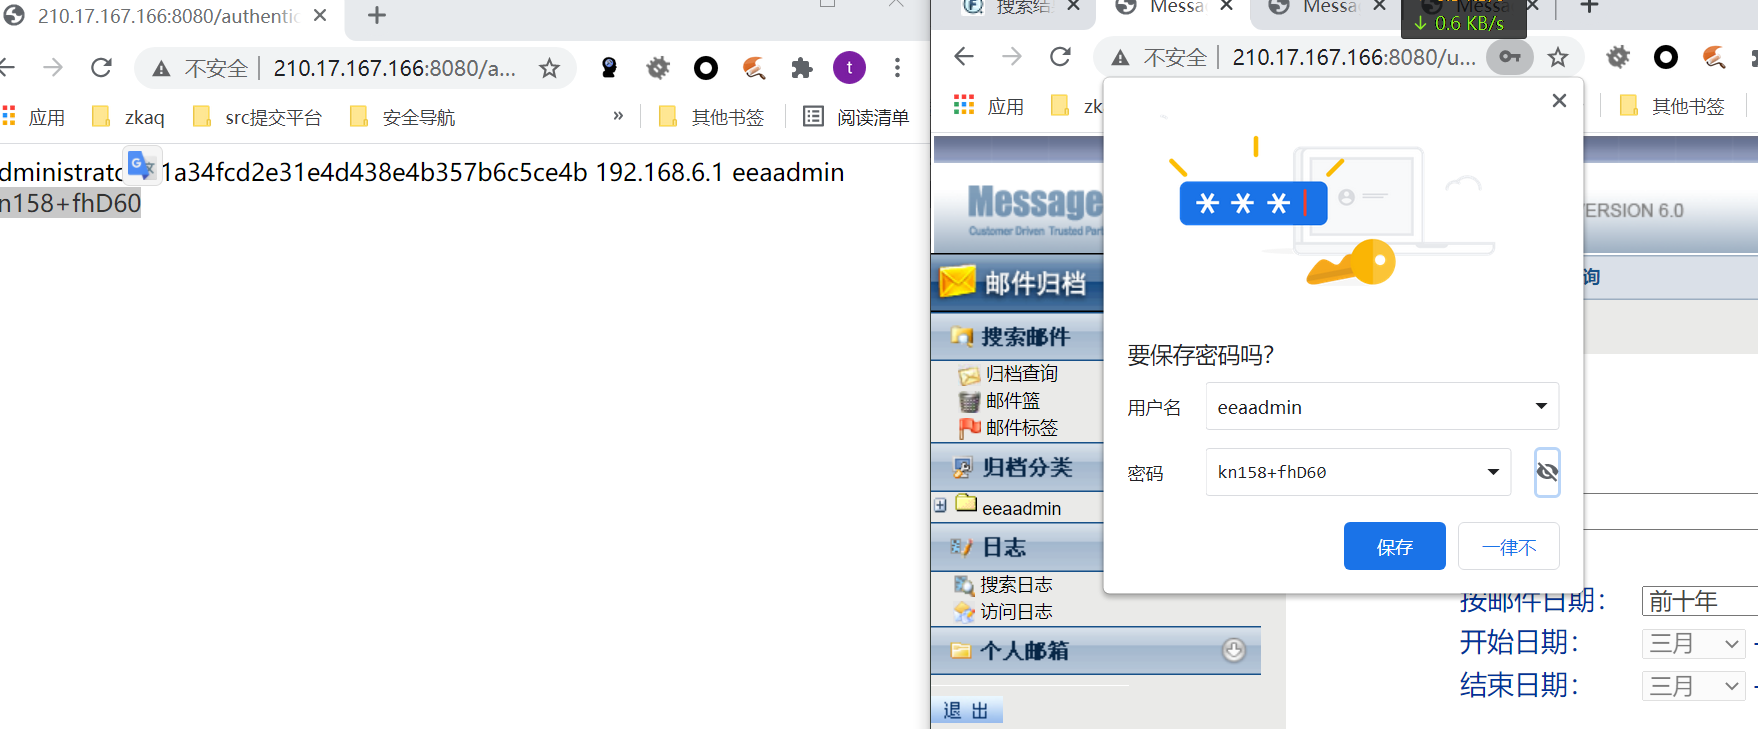 210.17.167.166:8080/authentic
不安全 210.17.167.166:8080/a...
t
应用 zkaq src提交平台 安全导航 » 其他书签 阅读清单
dministrato 1a34fcd2e31e4d438e4b357b6c5ce4b 192.168.6.1 eeaadmin
n158+fhD60
搜索结 Messa Messa Messa
0.6 KB/s
不安全 210.17.167.166:8080/u...
应用 zka 其他书签
Message
Customer Driven Trusted Part
ERSION 6.0
邮件归档
询
搜索邮件
归档查询
邮件篮
邮件标签
归档分类
eeaadmin
日志
搜索日志
访问日志
个人邮箱
退 出
***
要保存密码吗?
用户名 eeaadmin
密码 kn158+fhD60
保存 一律不
按邮件日期: 前十年
开始日期: 三月 -
结束日期: 三月 -